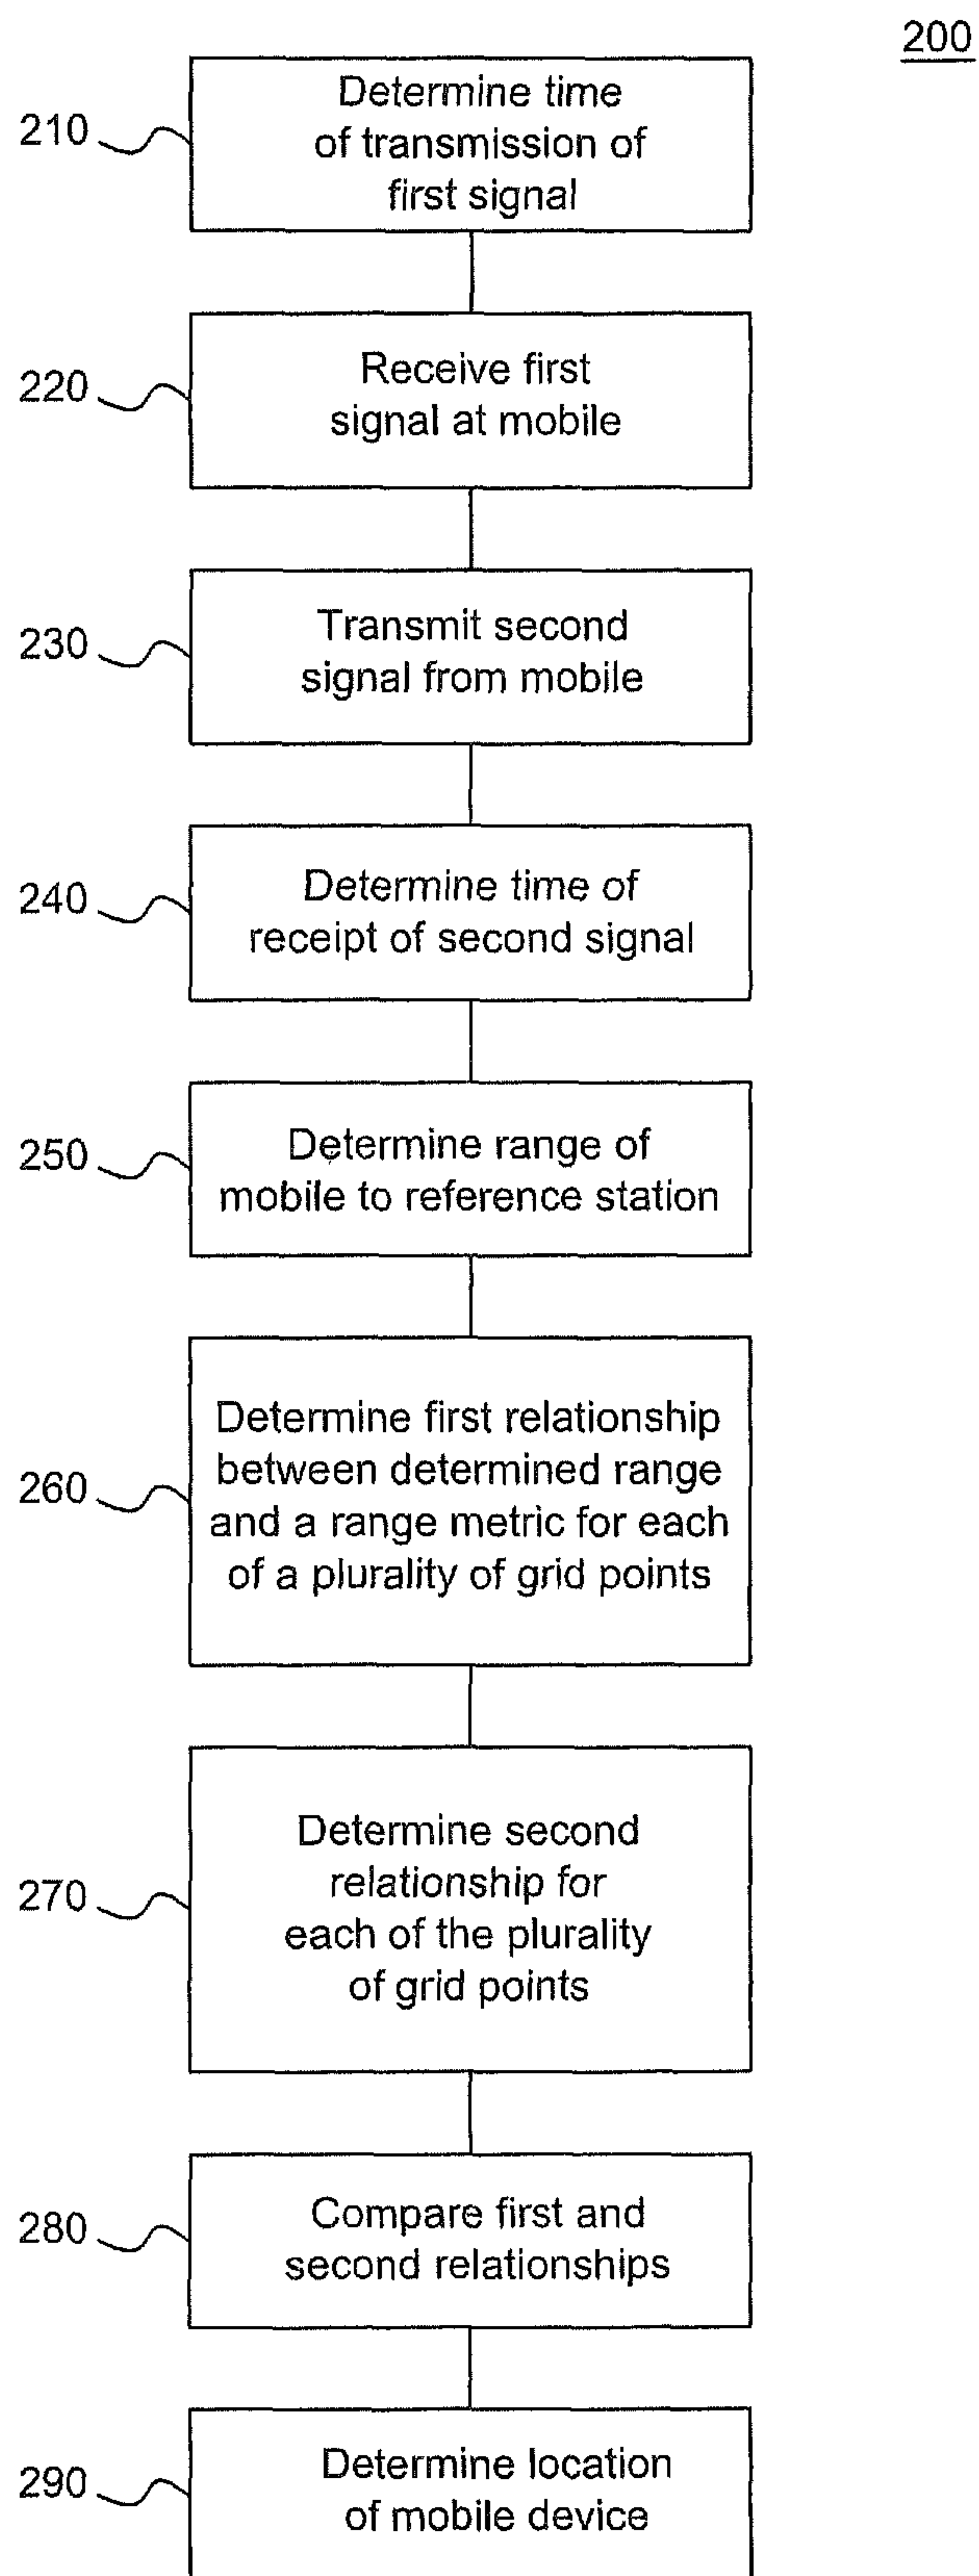 200
210
Determine time
of transmission of
first signal
220
Receive first
signal at mobile
230
Transmit second
signal from mobile
240
Determine time of
receipt of second signal
250
Determine range of
mobile to reference station
260
Determine first relationship
between determined range
and a range metric for each
of a plurality of grid points
270
Determine second
relationship for
each of the plurality
of grid points
280
Compare first and
second relationships
290
Determine location
of mobile device